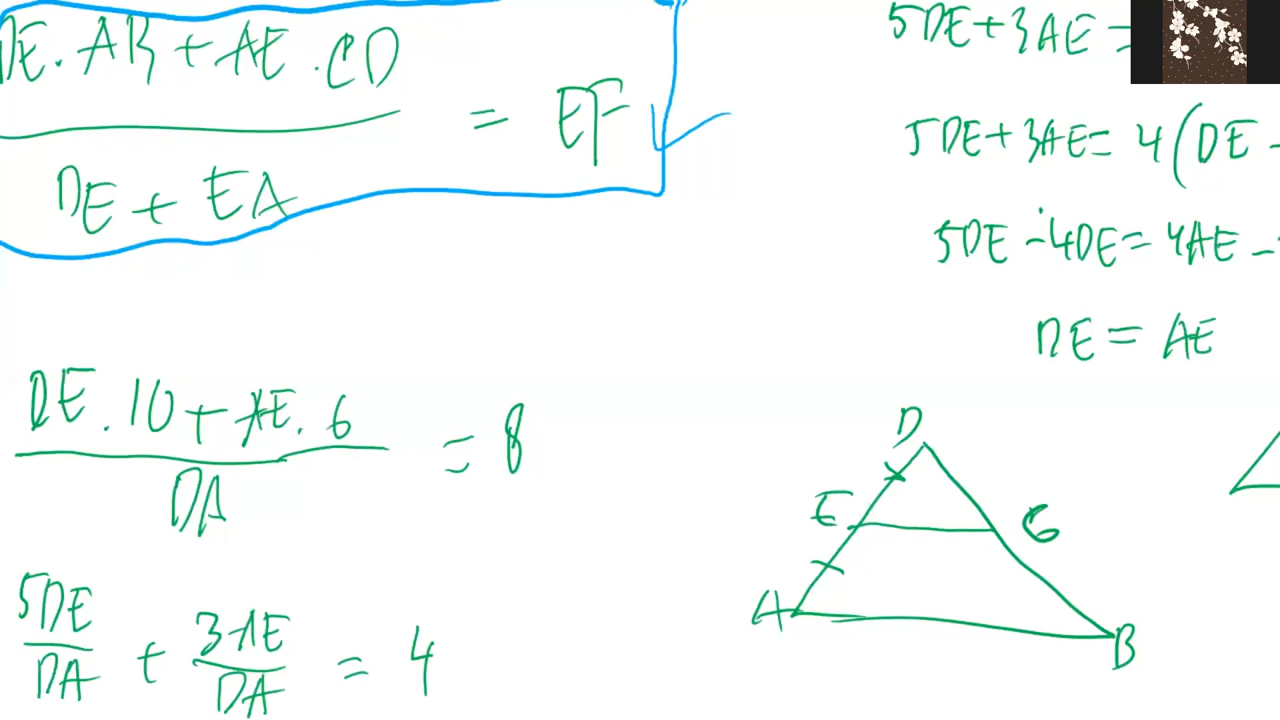 DE . AB + AE . CD
= EF
DE + EA
DE . 10 + AE . 6
= 8
DA
5DE
3AE
+
= 4
DA
DA
5DE + 3AE =
5DE + 3AE = 4(DE -
5DE - 4DE = 4AE -
DE = AE
D
E
G
A
B